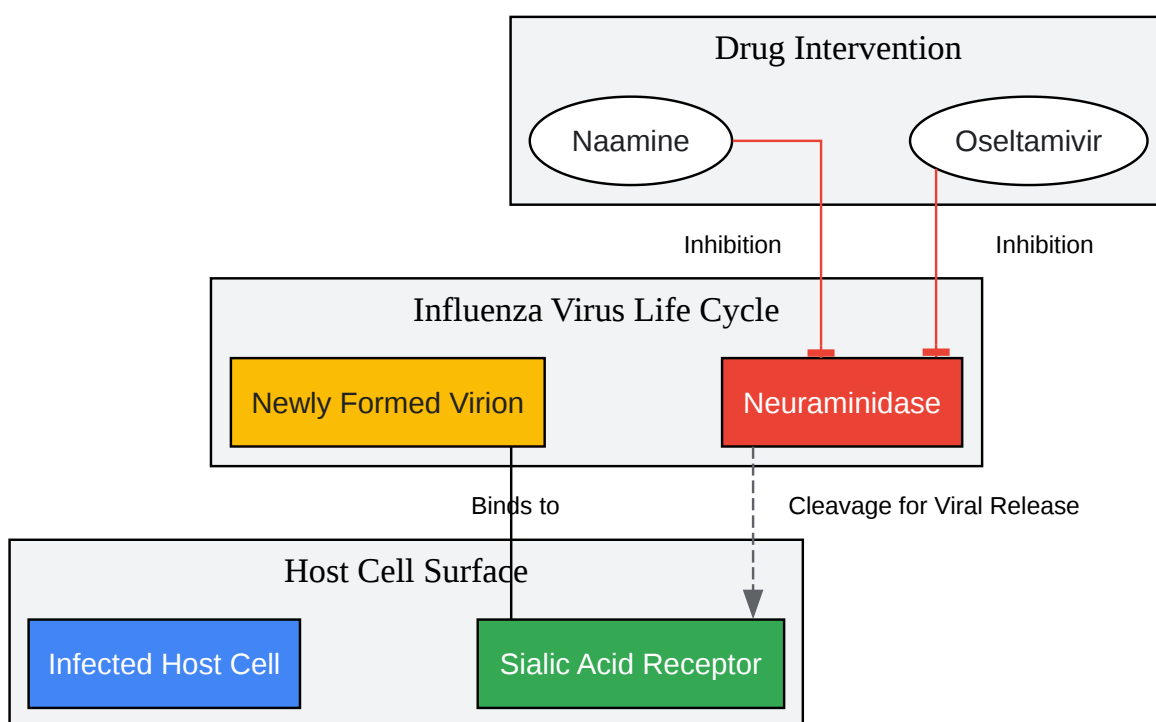 Drug Intervention
Naamine
Oseltamivir
Inhibition
Inhibition
Influenza Virus Life Cycle
Newly Formed Virion
Neuraminidase
Binds to
Cleavage for Viral Release
Host Cell Surface
Infected Host Cell
Sialic Acid Receptor